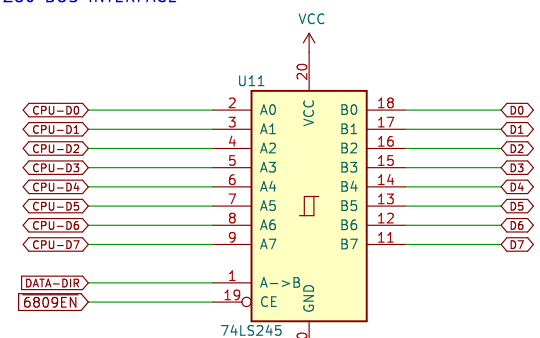 VCC
U11
20
VCC
CPU-D0 2 A0 B0 18 D0
CPU-D1 3 A1 B1 17 D1
CPU-D2 4 A2 B2 16 D2
CPU-D3 5 A3 B3 15 D3
CPU-D4 6 A4 B4 14 D4
CPU-D5 7 A5 B5 13 D5
CPU-D6 8 A6 B6 12 D6
CPU-D7 9 A7 B7 11 D7
DATA-DIR 1 A->B
6809EN 19 CE
GND
74LS245